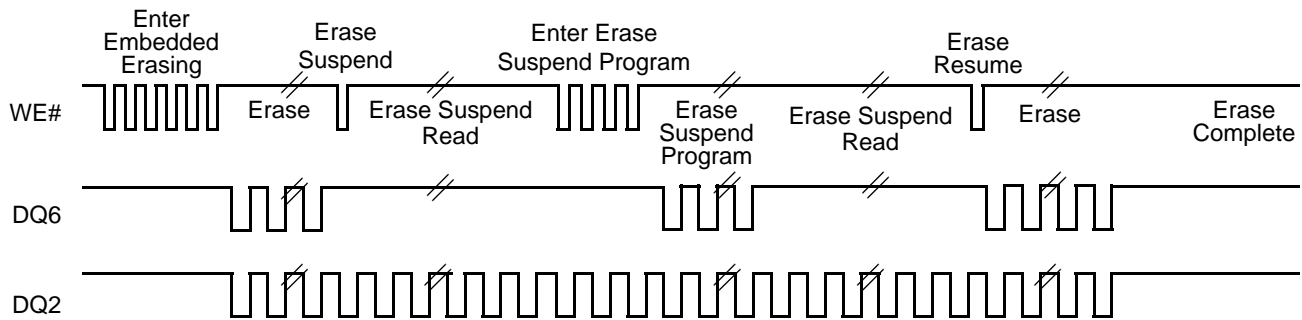 Enter
Embedded
Erasing
Erase
Suspend
Enter Erase
Suspend Program
Erase
Resume
WE#
Erase
Erase Suspend
Read
Erase
Suspend
Program
Erase Suspend
Read
Erase
Erase
Complete
DQ6
DQ2